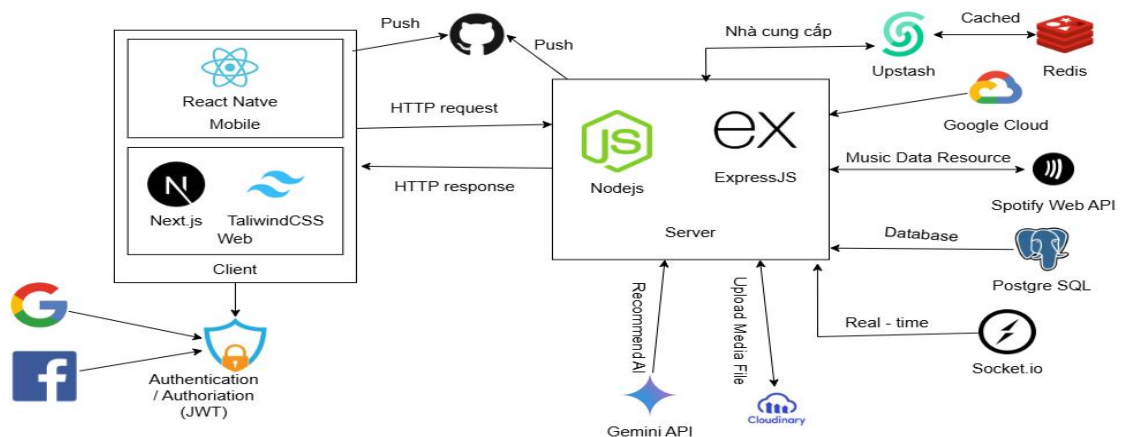 Push
Push
React Natve
Mobile
Next.js
TaliwindCSS
Web
Client
HTTP request
HTTP response
JS
Nodejs
ex
ExpressJS
Server
Nhà cung cấp
Upstash
Cached
Redis
Google Cloud
Music Data Resource
Spotify Web API
Database
Postgre SQL
Real - time
Socket.io
Recommend AI
Gemini API
Upload Media File
Cloudinary
Authentication
/ Authoriation
(JWT)